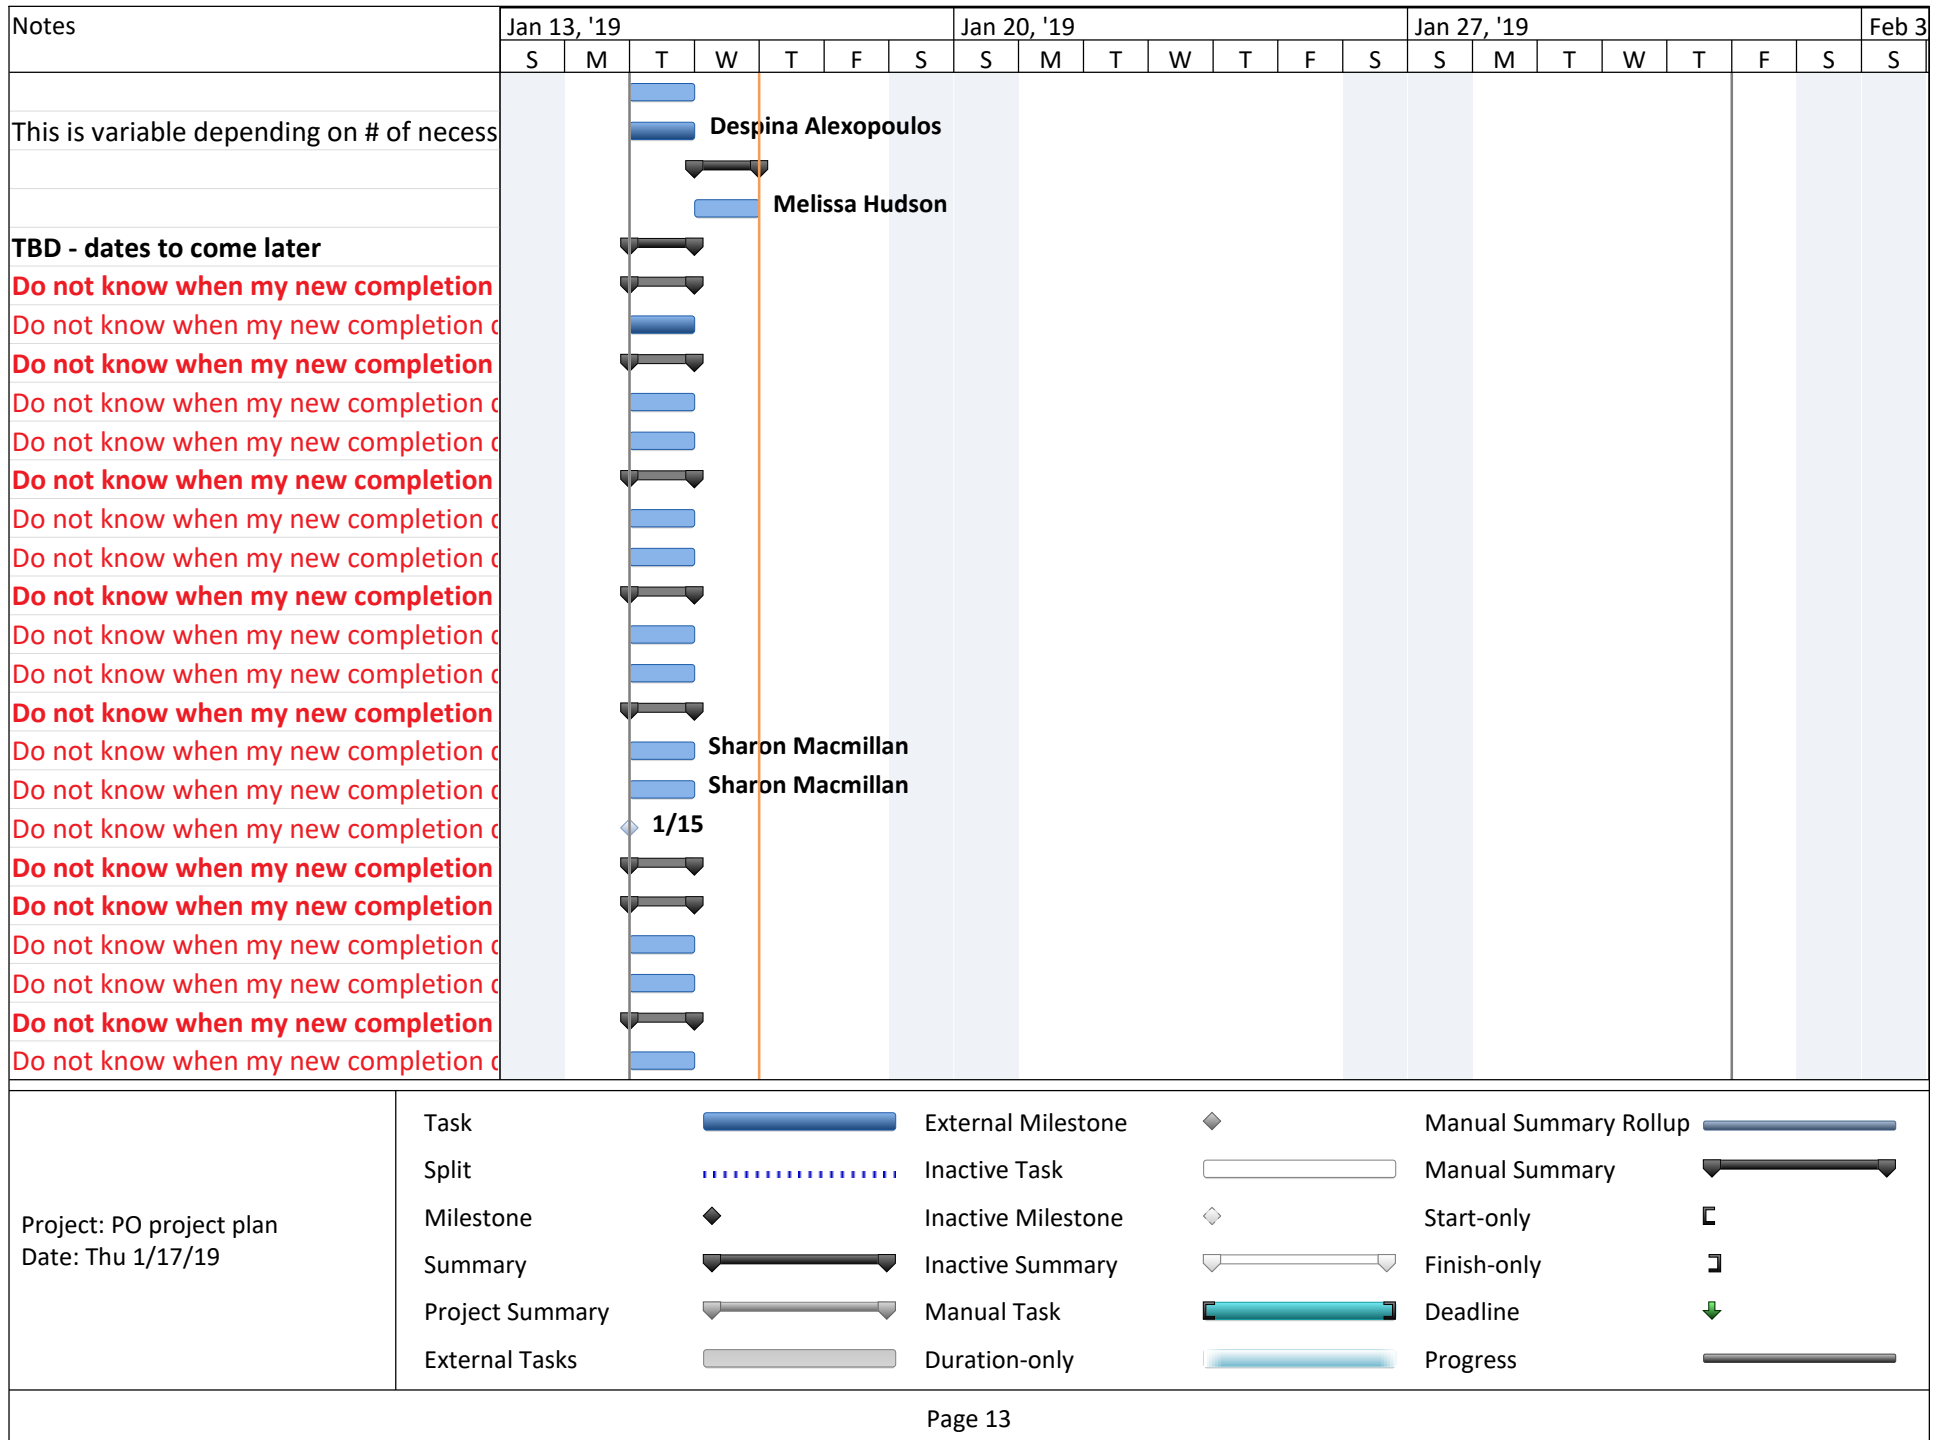 Notes
Jan 13, '19 Jan 20, '19 Jan 27, '19 Feb 3
S M T W T F S S M T W T F S S M T W T F S S
This is variable depending on # of necess Despina Alexopoulos
Melissa Hudson
TBD - dates to come later
Do not know when my new completion
Do not know when my new completion
Do not know when my new completion
Do not know when my new completion
Do not know when my new completion
Do not know when my new completion
Do not know when my new completion
Do not know when my new completion
Do not know when my new completion
Do not know when my new completion
Do not know when my new completion
Do not know when my new completion
Do not know when my new completion Sharon Macmillan
Do not know when my new completion Sharon Macmillan
Do not know when my new completion 1/15
Do not know when my new completion
Do not know when my new completion
Do not know when my new completion
Do not know when my new completion
Do not know when my new completion
Do not know when my new completion
Project: PO project plan
Date: Thu 1/17/19
Task
Split
Milestone
Summary
Project Summary
External Tasks
External Milestone
Inactive Task
Inactive Milestone
Inactive Summary
Manual Task
Duration-only
Manual Summary Rollup
Manual Summary
Start-only
Finish-only
Deadline
Progress
Page 13